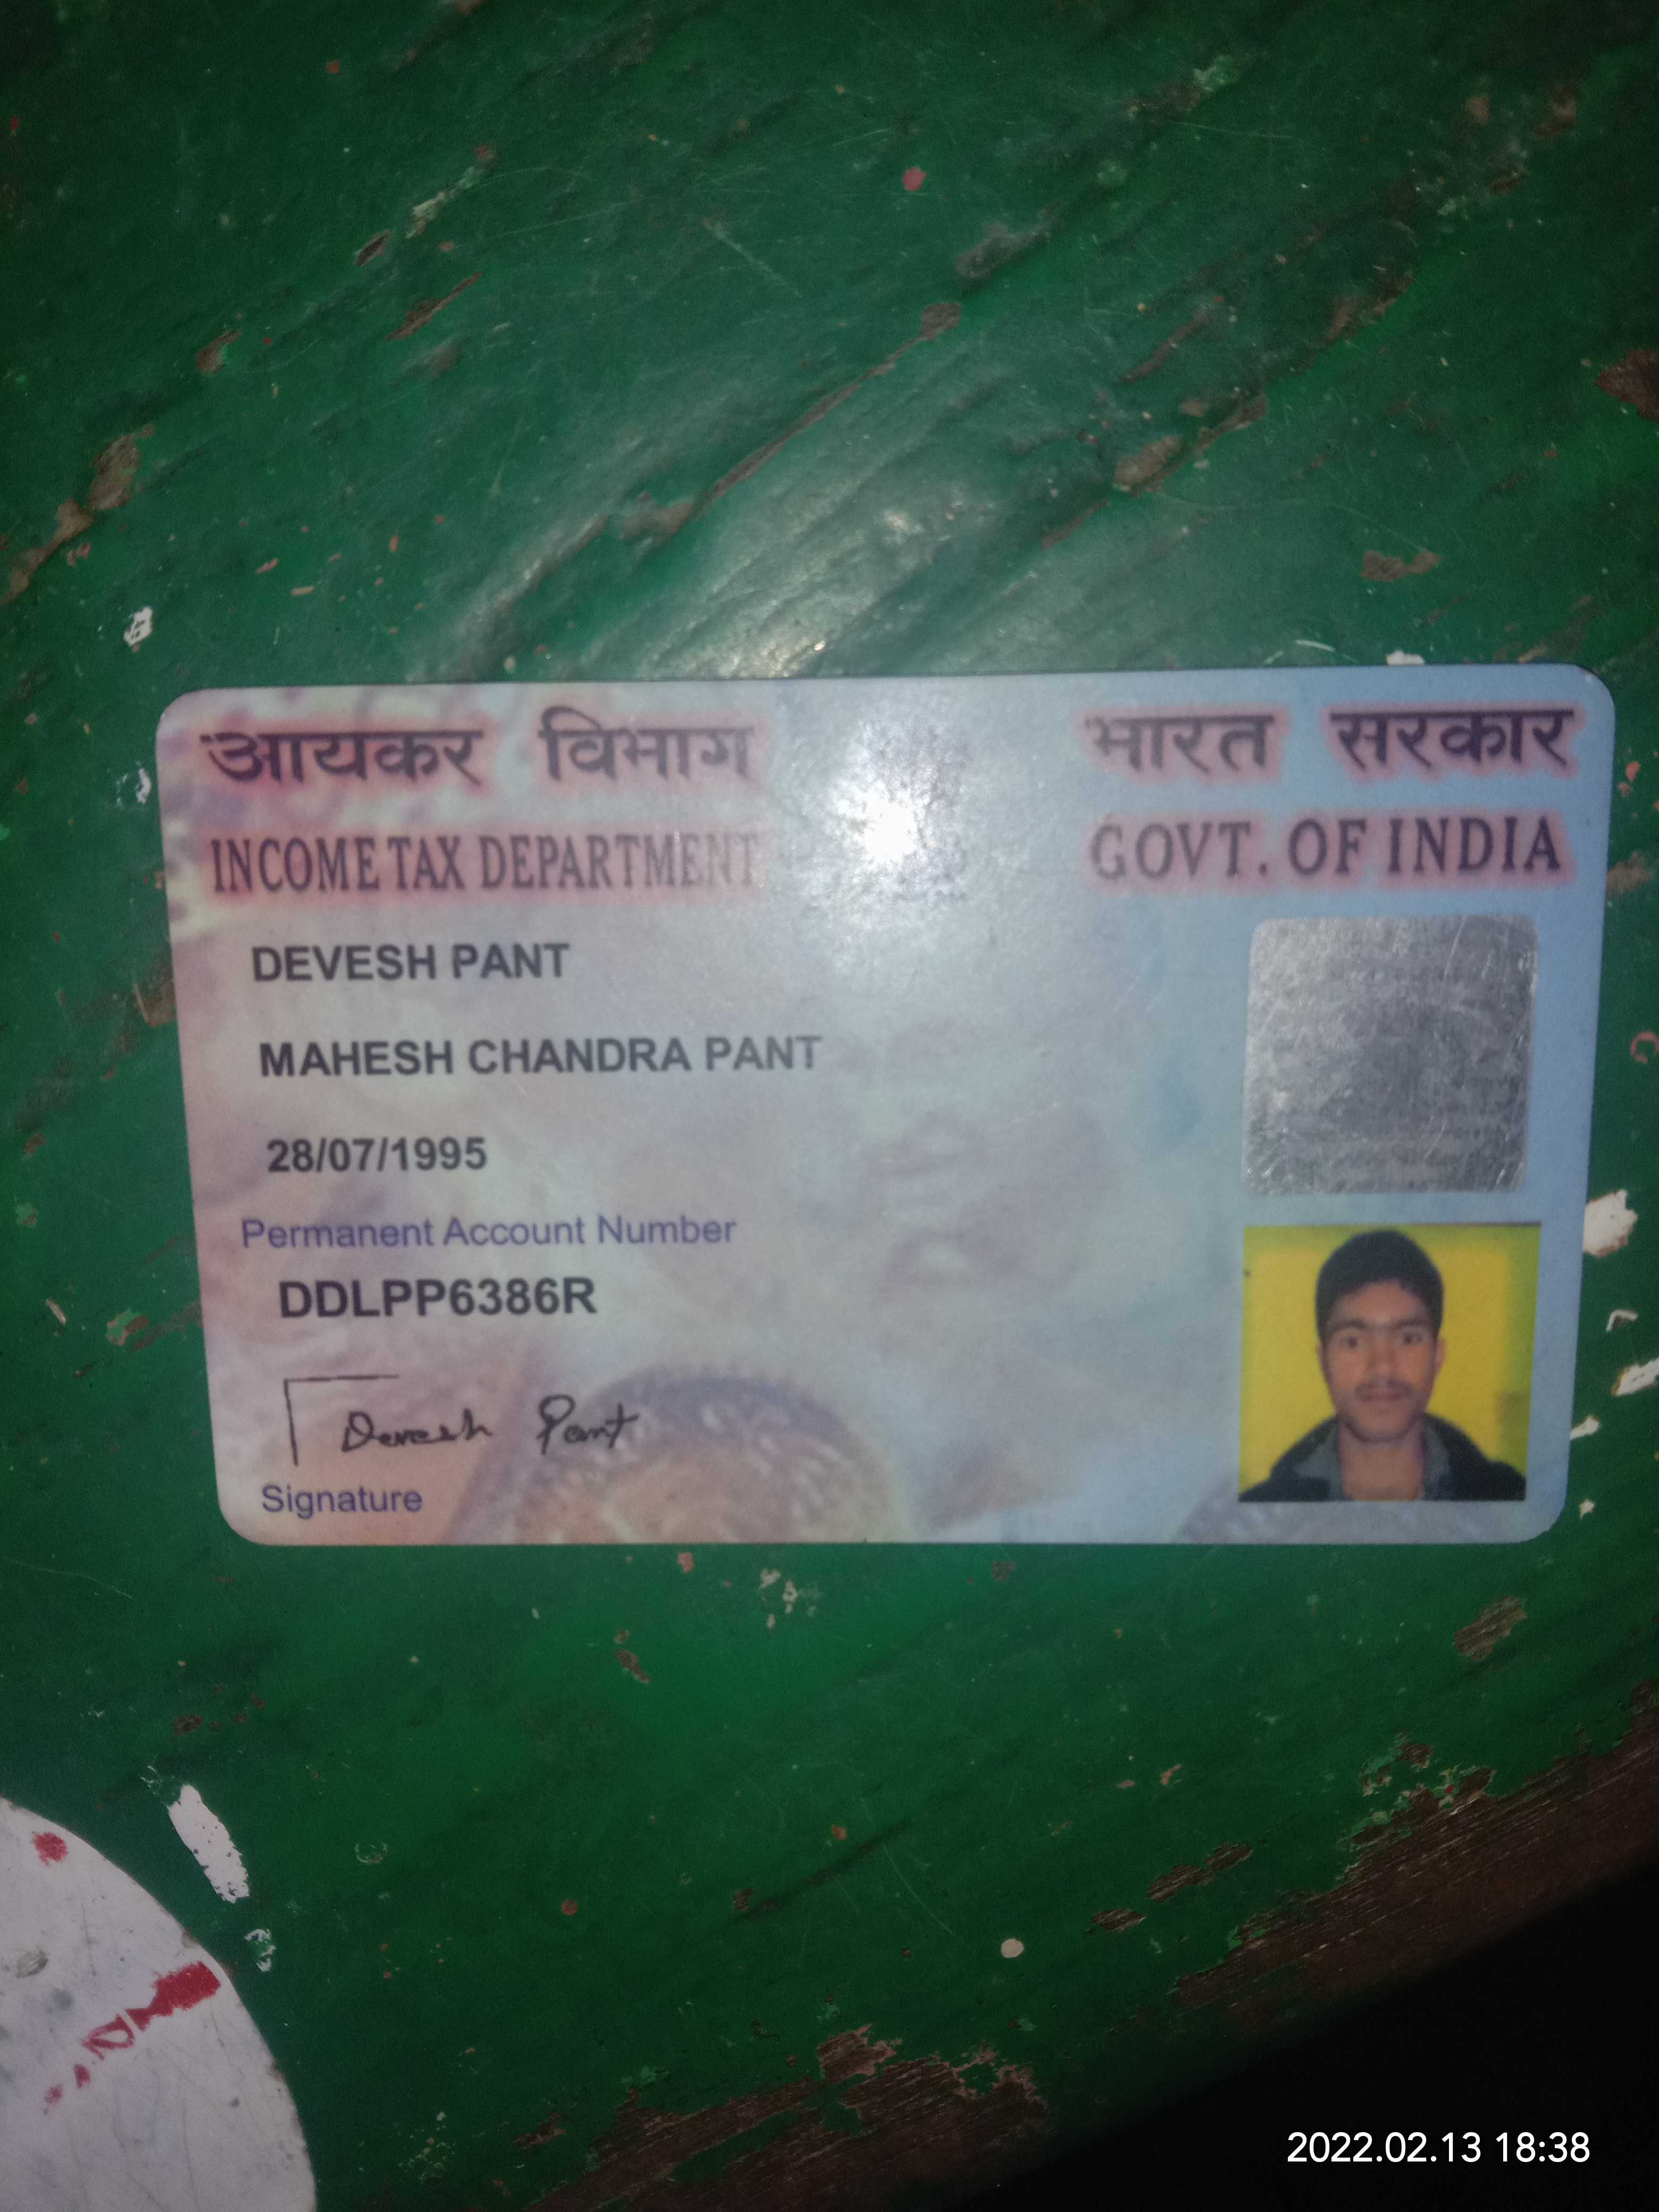 आयकर विभाग भारत सरकार
INCOME TAX DEPARTMENT GOVT. OF INDIA
DEVESH PANT
MAHESH CHANDRA PANT
28/07/1995
Permanent Account Number
DDLPP6386R
Devesh Pant
Signature
2022.02.13 18:38